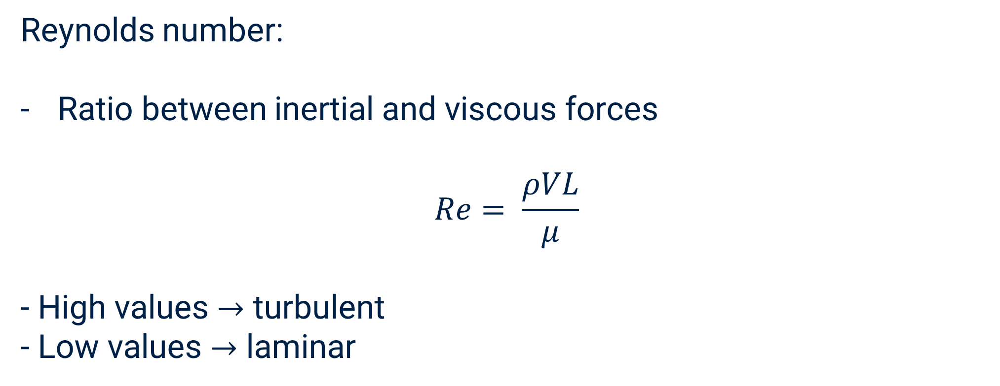 Reynolds number:
- Ratio between inertial and viscous forces
Re = ρVL/μ
- High values → turbulent
- Low values → laminar